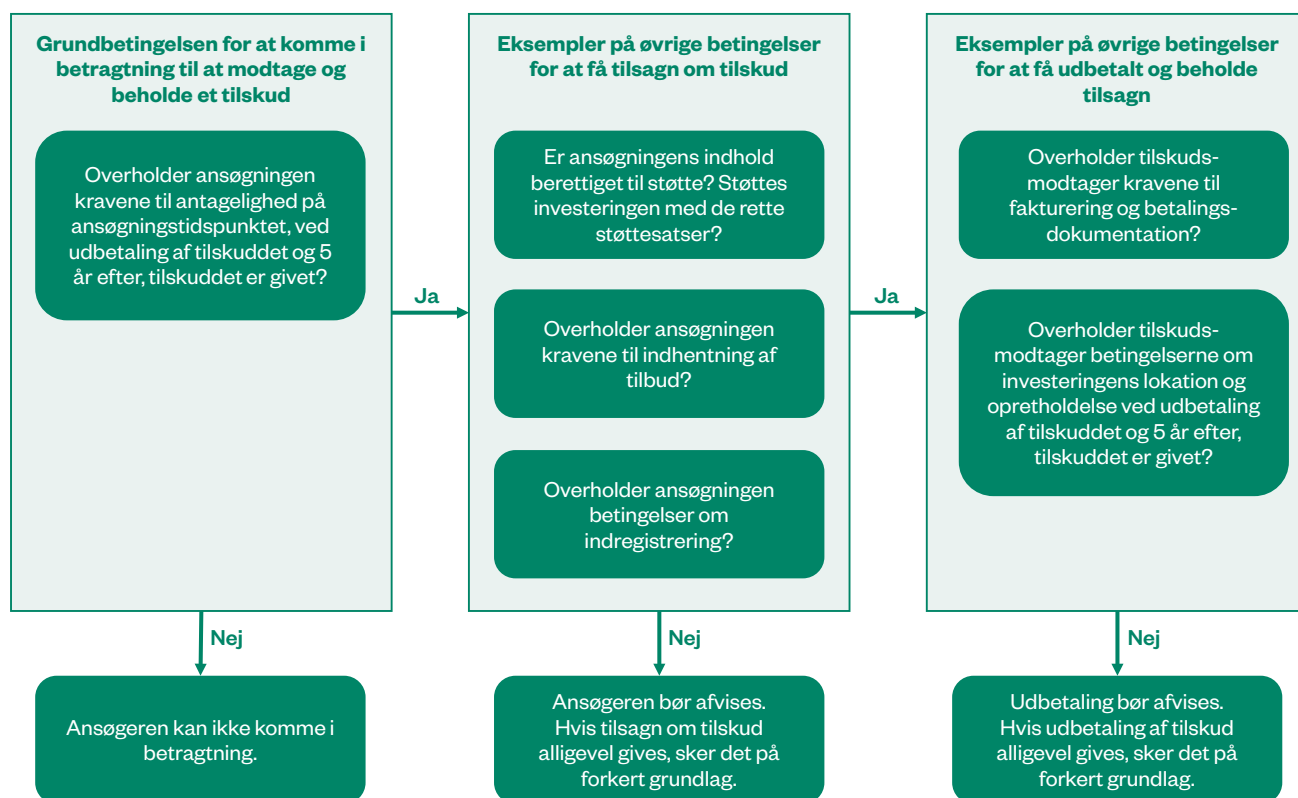 Grundbetingelsen for at komme i
betragtning til at modtage og
beholde et tilskud
Overholder ansøgningen
kravene til antagelighed på
ansøgningstidspunktet, ved
udbetaling af tilskuddet og 5
år efter, tilskuddet er givet?
Ja
Nej
Ansøgeren kan ikke komme i
betragtning.
Eksempler på øvrige betingelser
for at få tilsagn om tilskud
Er ansøgningens indhold
berettiget til støtte? Støttes
investeringen med de rette
støttesatser?
Overholder ansøgningen
kravene til indhentning af
tilbud?
Overholder ansøgningen
betingelser om
indregistrering?
Ja
Nej
Ansøgeren bør afvises.
Hvis tilsagn om tilskud
alligevel gives, sker det på
forkert grundlag.
Eksempler på øvrige betingelser
for at få udbetalt og beholde
tilsagn
Overholder tilskuds-
modtager kravene til
fakturering og betalings-
dokumentation?
Overholder tilskuds-
modtager betingelserne om
investeringens lokation og
opretholdelse ved udbetaling
af tilskuddet og 5 år efter,
tilskuddet er givet?
Nej
Udbetaling bør afvises.
Hvis udbetaling af tilskud
alligevel gives, sker det på
forkert grundlag.